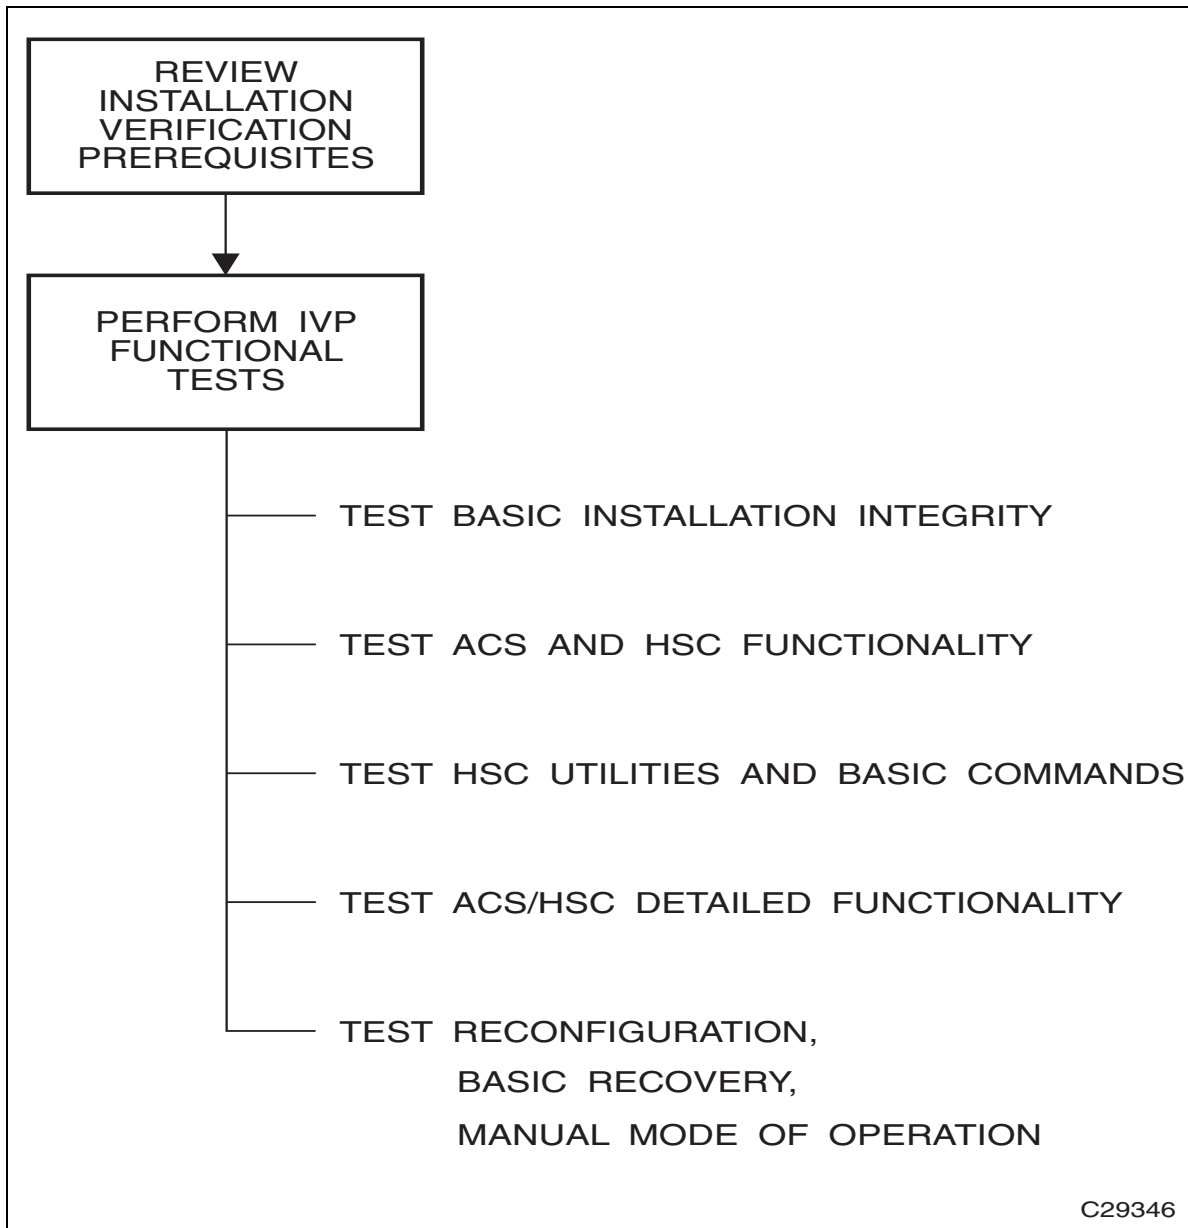 REVIEW
INSTALLATION
VERIFICATION
PREREQUISITES
PERFORM IVP
FUNCTIONAL
TESTS
TEST BASIC INSTALLATION INTEGRITY
TEST ACS AND HSC FUNCTIONALITY
TEST HSC UTILITIES AND BASIC COMMANDS
TEST ACS/HSC DETAILED FUNCTIONALITY
TEST RECONFIGURATION,
BASIC RECOVERY,
MANUAL MODE OF OPERATION
C29346